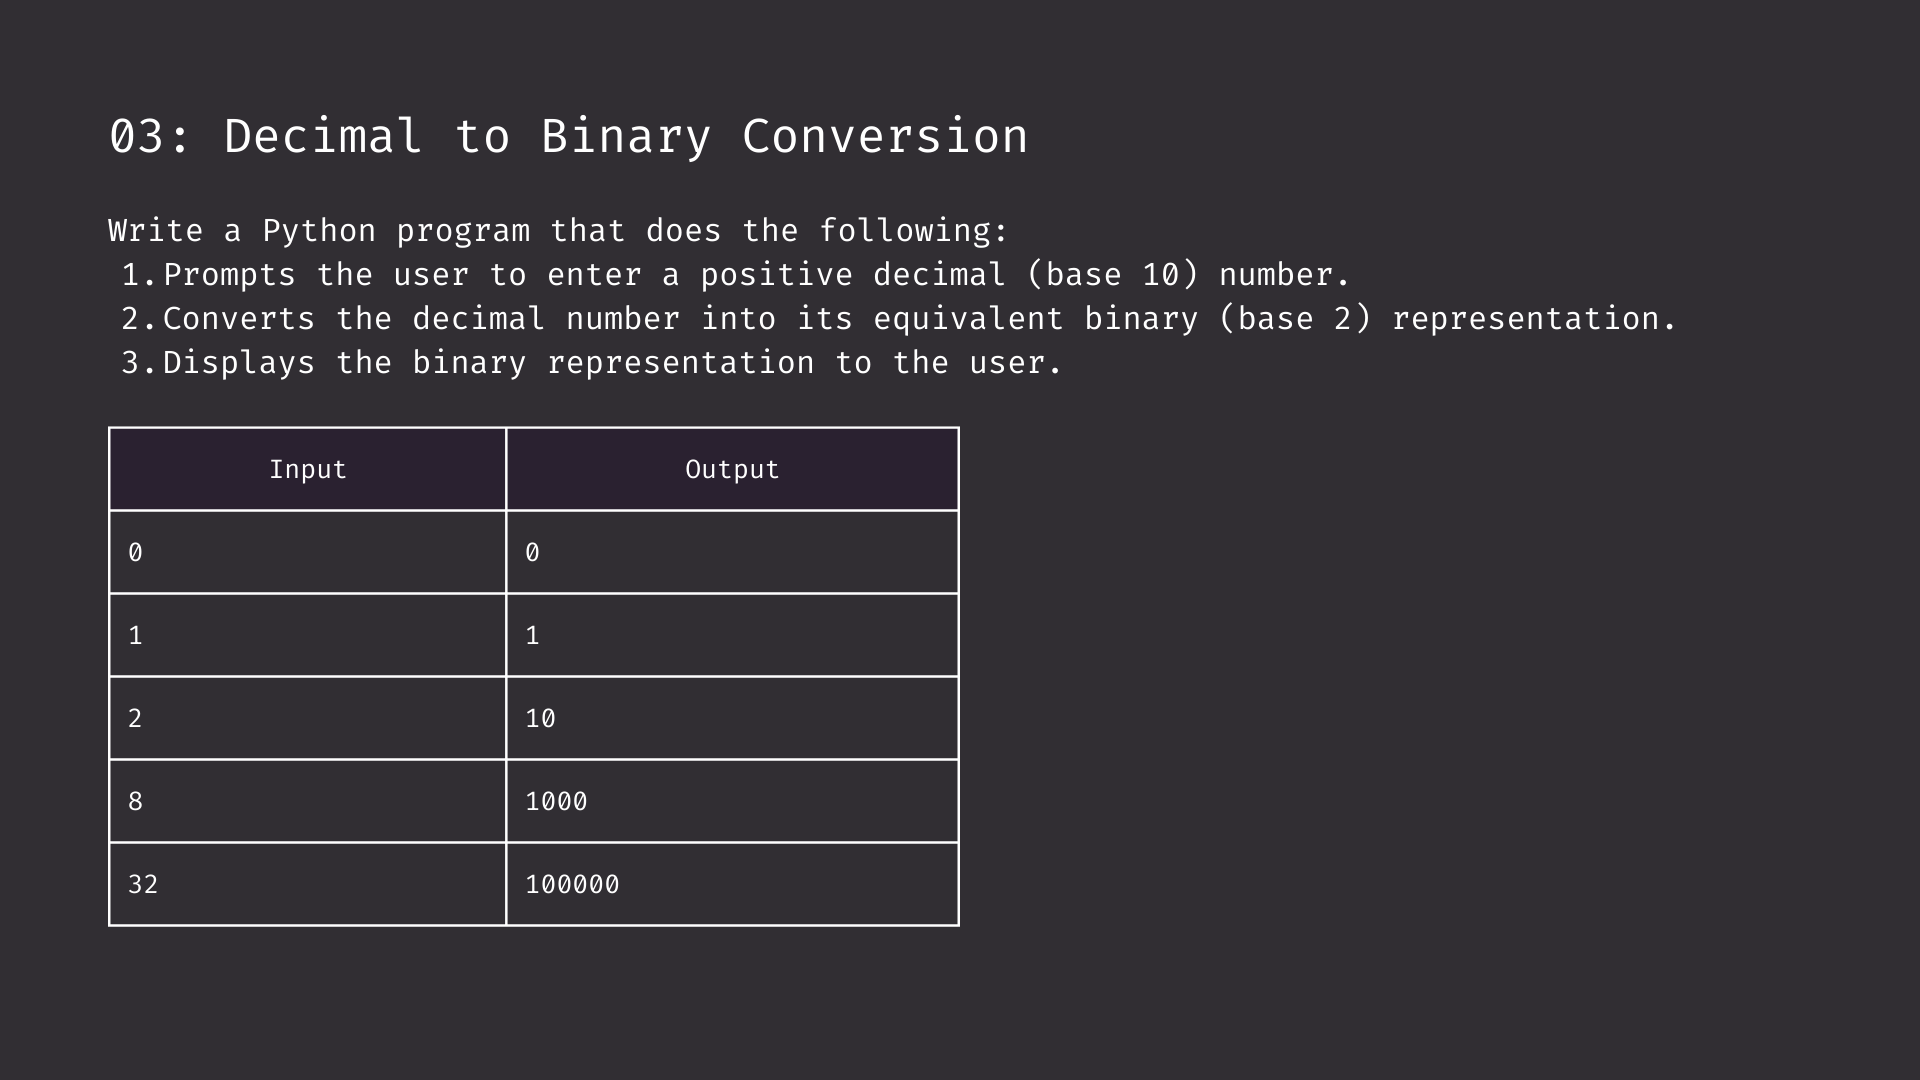 03: Decimal to Binary Conversion
Write a Python program that does the following:
1.Prompts the user to enter a positive decimal (base 10) number.
2.Converts the decimal number into its equivalent binary (base 2) representation.
3.Displays the binary representation to the user.
Input Output
0 0
1 1
2 10
8 1000
32 100000